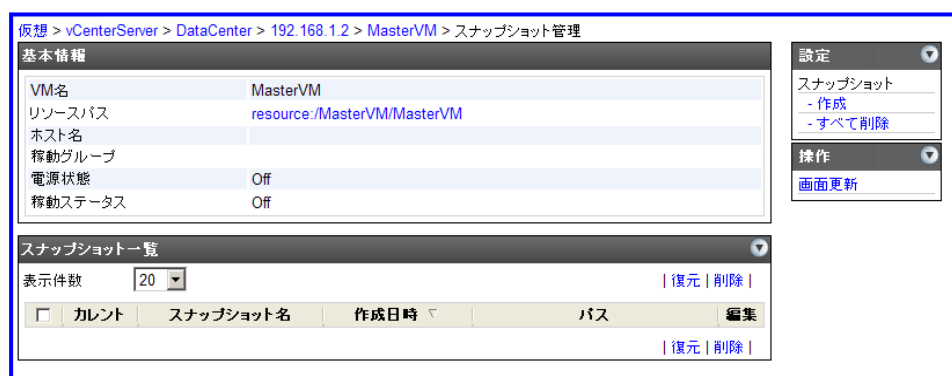 仮想 > vCenterServer > DataCenter > 192.168.1.2 > MasterVM > スナップショット管理
基本情報
VM名 MasterVM
リソースパス resource:/MasterVM/MasterVM
ホスト名
稼動グループ
電源状態 Off
稼動ステータス Off
スナップショット一覧
表示件数 20 | 復元 | 削除 |
カレント スナップショット名 作成日時 パス 編集
| 復元 | 削除 |
設定
スナップショット
- 作成
- すべて削除
操作
画面更新